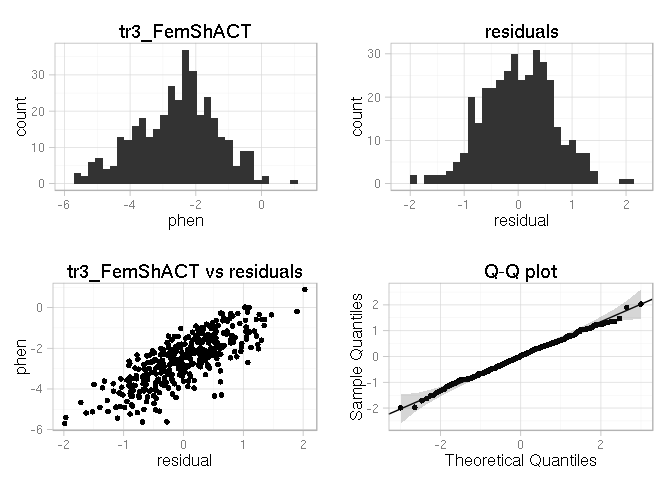 tr3_FemShACT
count
30
20
10
0
-6
-4
-2
0
phen
residuals
count
30
20
10
0
-2
-1
0
1
2
residual
tr3_FemShACT vs residuals
phen
0
-2
-4
-6
-2
-1
0
1
2
residual
Q-Q plot
Sample Quantiles
2
1
0
-1
-2
-2
0
2
Theoretical Quantiles